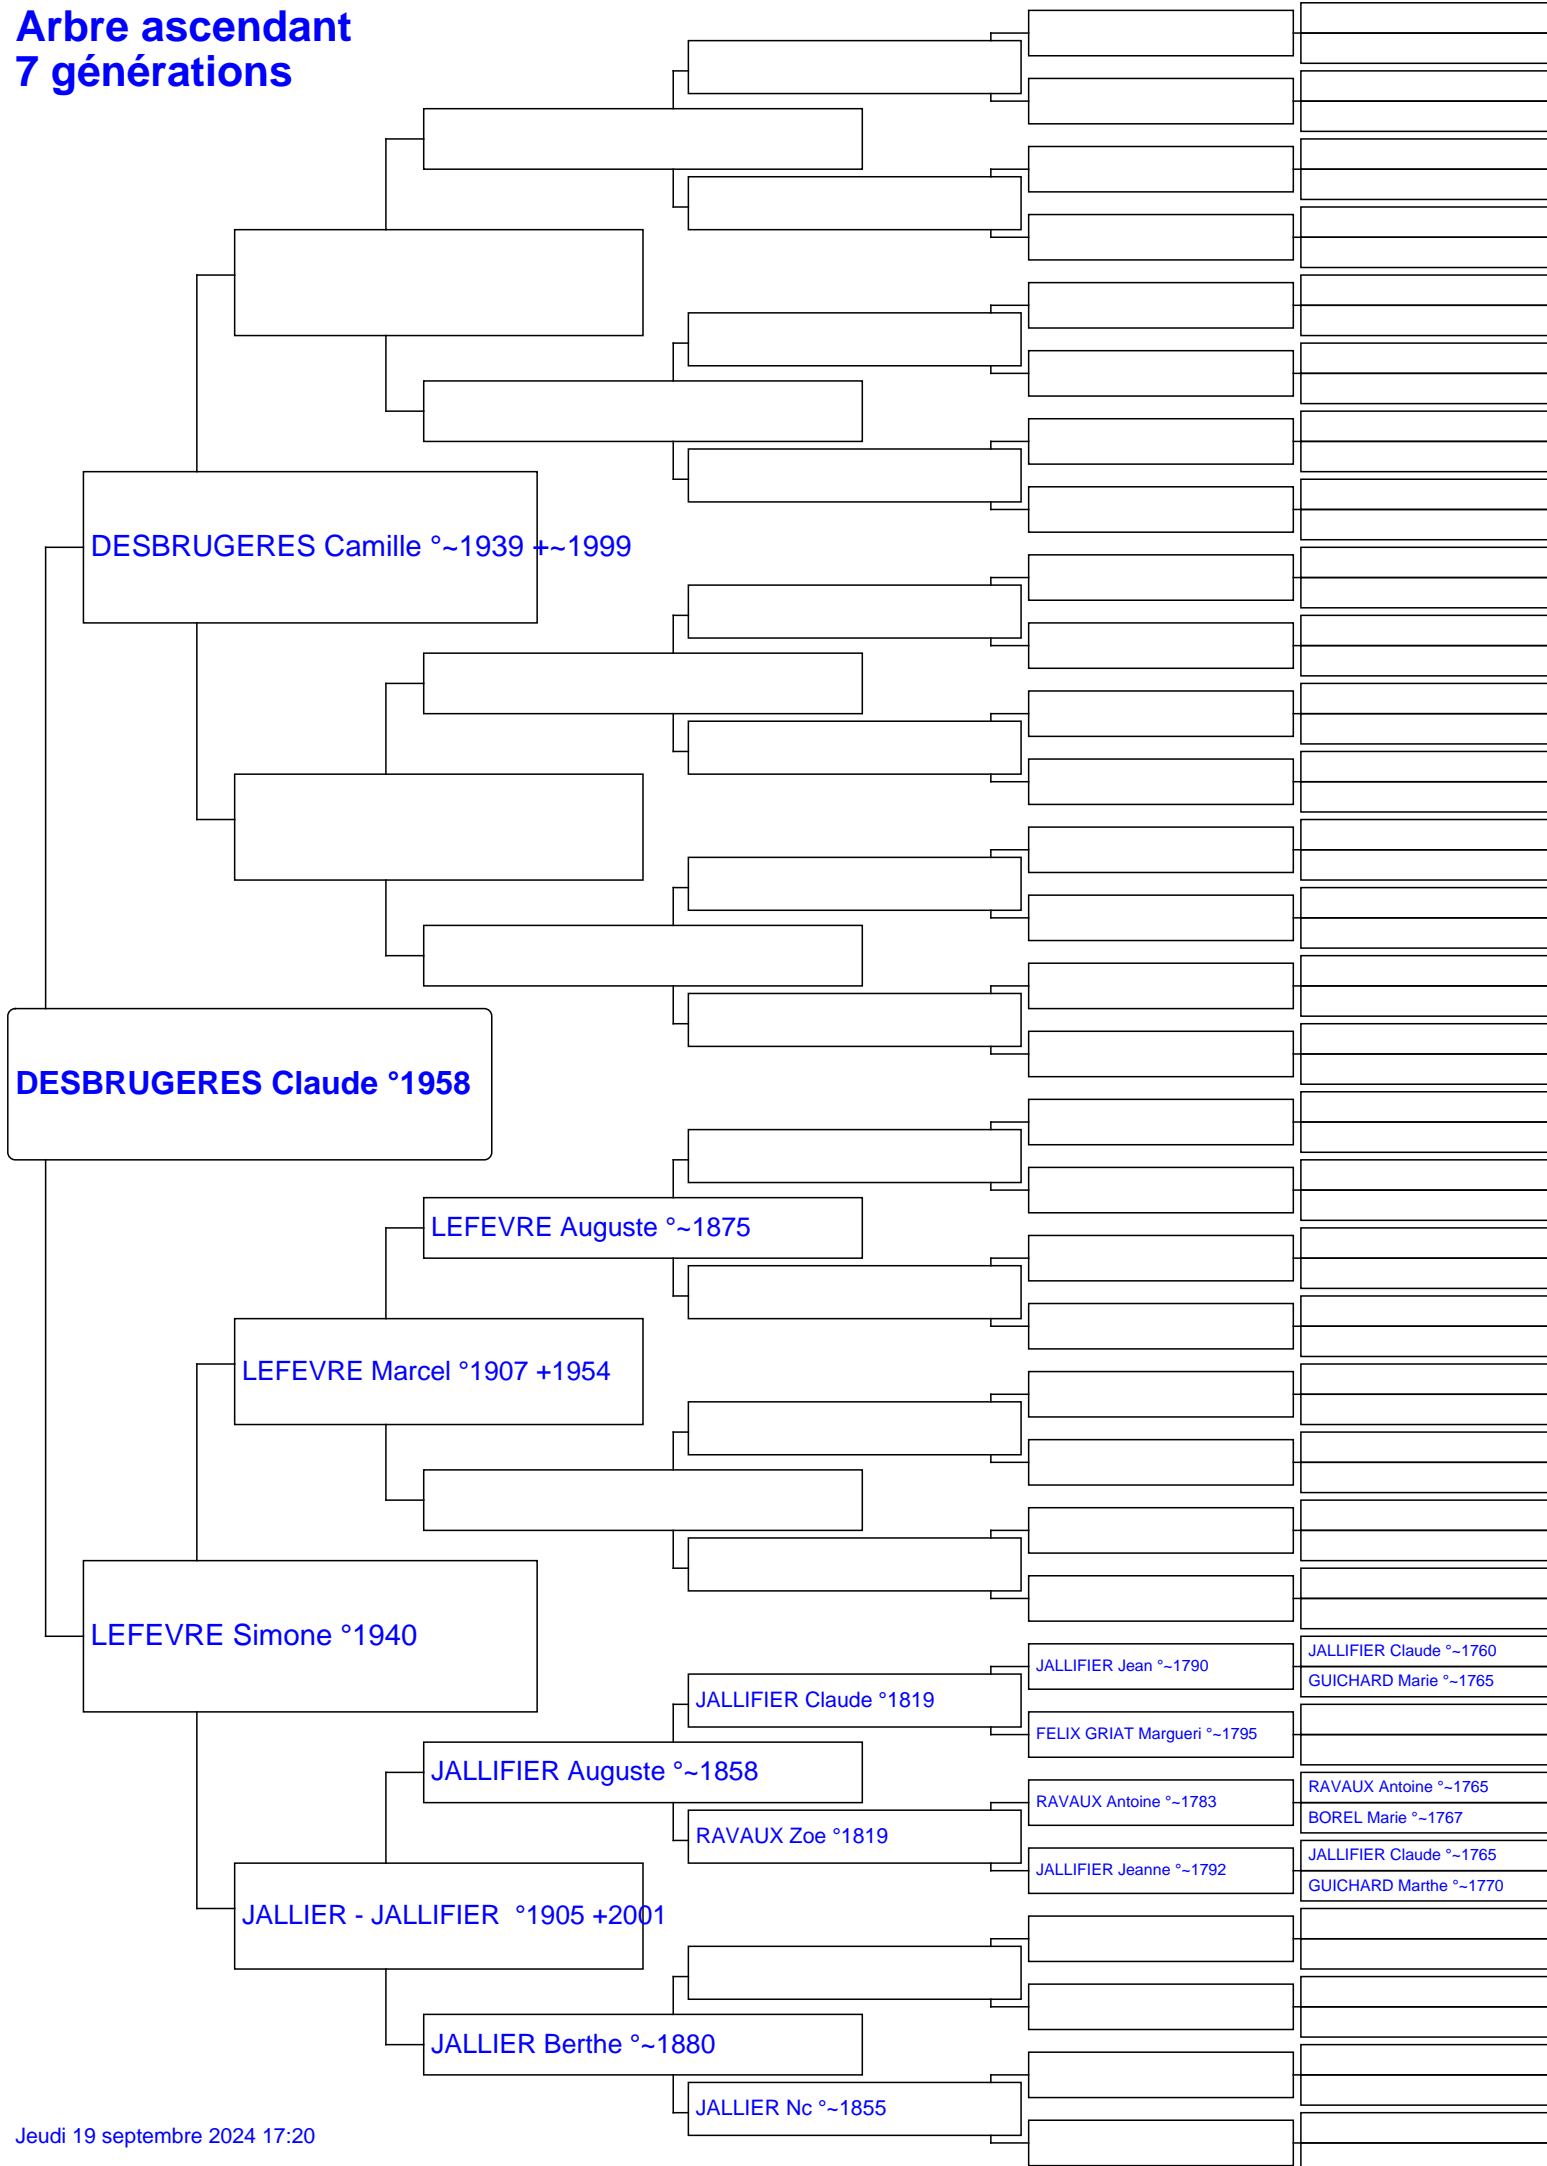 Arbre ascendant
7 générations
DESBRUGERES Camille °~1939 +~1999
DESBRUGERES Claude °1958
LEFEVRE Auguste °~1875
LEFEVRE Marcel °1907 +1954
LEFEVRE Simone °1940
JALLIFIER Claude °~1760
JALLIFIER Jean °~1790
GUICHARD Marie °~1765
JALLIFIER Claude °1819
FELIX GRIAT Margueri °~1795
JALLIFIER Auguste °~1858
RAVAUX Antoine °~1765
RAVAUX Antoine °~1783
BOREL Marie °~1767
RAVAUX Zoe °1819
JALLIFIER Claude °~1765
JALLIFIER Jeanne °~1792
GUICHARD Marthe °~1770
JALLIER - JALLIFIER  °1905 +2001
JALLIER Berthe °~1880
JALLIER Nc °~1855
Jeudi 19 septembre 2024 17:20